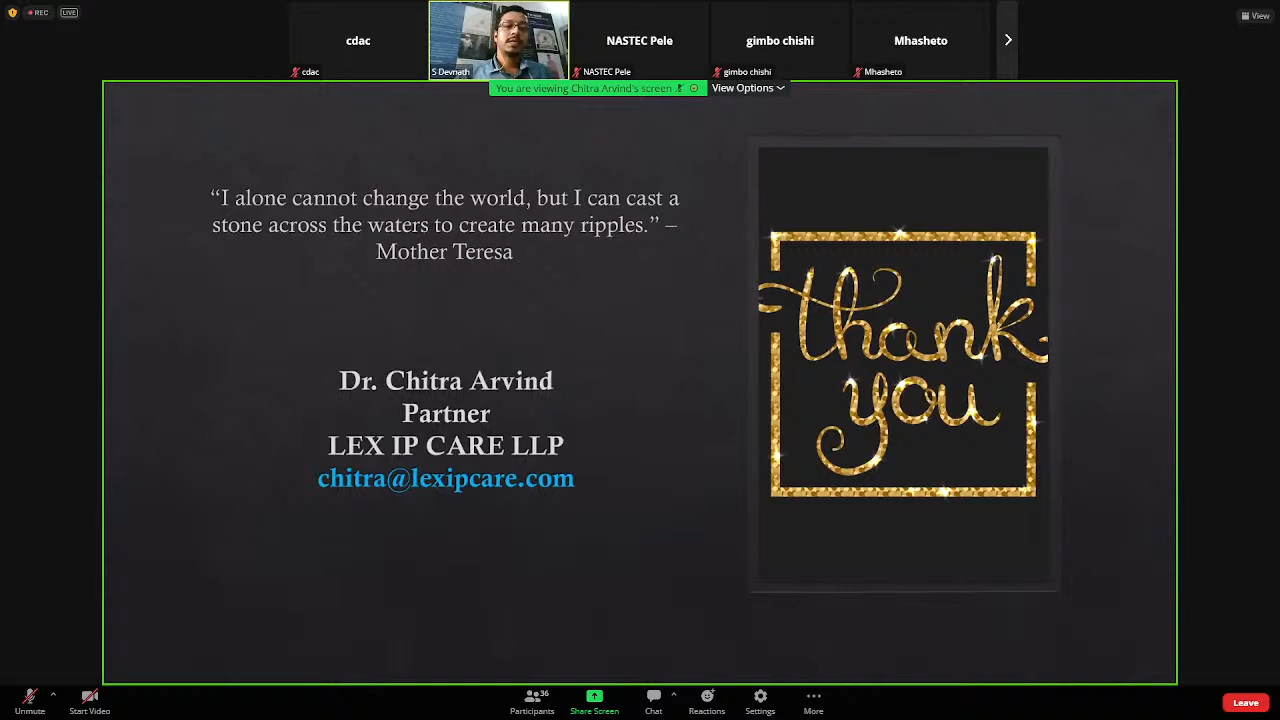 REC
LIVE
View
cdac
NASTEC Pele
gimbo chishi
Mhasheto
cdac
S Devnath
NASTEC Pele
gimbo chishi
Mhasheto
You are viewing Chitra Arvind's screen
View Options
“I alone cannot change the world, but I can cast a
stone across the waters to create many ripples.” –
Mother Teresa
Dr. Chitra Arvind
Partner
LEX IP CARE LLP
chitra@lexipcare.com
thank
you
Unmute
Start Video
36
Participants
Share Screen
Chat
Reactions
Settings
More
Leave